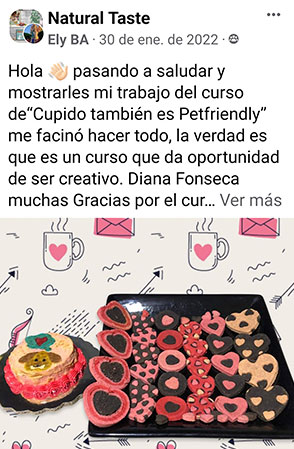 Natural Taste
Ely BA · 30 de ene. de 2022 ·
Hola 👋🏻 pasando a saludar y
mostrarles mi trabajo del curso
de“Cupido también es Petfriendly”
me facinó hacer todo, la verdad es
que es un curso que da oportunidad
de ser creativo. Diana Fonseca
muchas Gracias por el cur... Ver más